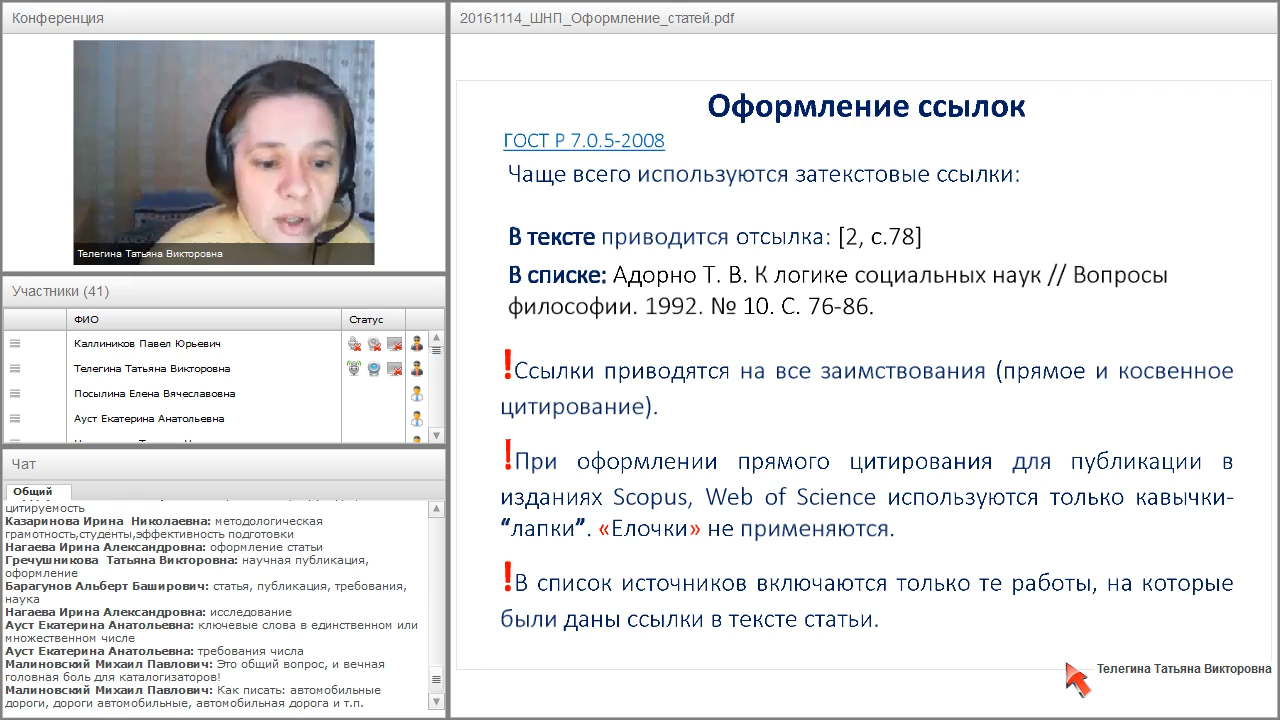 Конференция
Телегина Татьяна Викторовна
Участники (41)
ФИО
Статус
Каллиников Павел Юрьевич
Телегина Татьяна Викторовна
Посылина Елена Вячеславовна
Ауст Екатерина Анатольевна
Чат
Общий
цитируемость
Казаринова Ирина Николаевна: методологическая
грамотность,студенты,эффективность подготовки
Нагаева Ирина Александровна: оформление статьи
Гречушникова Татьяна Викторовна: научная публикация,
оформление
Барагунов Альберт Баширович: статья, публикация, требования,
наука
Нагаева Ирина Александровна: исследование
Ауст Екатерина Анатольевна: ключевые слова в единственном или
множественном числе
Ауст Екатерина Анатольевна: требования числа
Малиновский Михаил Павлович: Это общий вопрос, и вечная
головная боль для каталогизаторов!
Малиновский Михаил Павлович: Как писать: автомобильные
дороги, дороги автомобильные, автомобильная дорога и т.п.
20161114_ШНП_Оформление_статей.pdf
Оформление ссылок
ГОСТ Р 7.0.5-2008
Чаще всего используются затекстовые ссылки:
В тексте приводится отсылка: [2, с.78]
В списке: Адорно Т. В. К логике социальных наук // Вопросы
философии. 1992. № 10. С. 76-86.
!Ссылки приводятся на все заимствования (прямое и косвенное
цитирование).
!При оформлении прямого цитирования для публикации в
изданиях Scopus, Web of Science используются только кавычки-
“лапки”. «Елочки» не применяются.
!В список источников включаются только те работы, на которые
были даны ссылки в тексте статьи.
Телегина Татьяна Викторовна